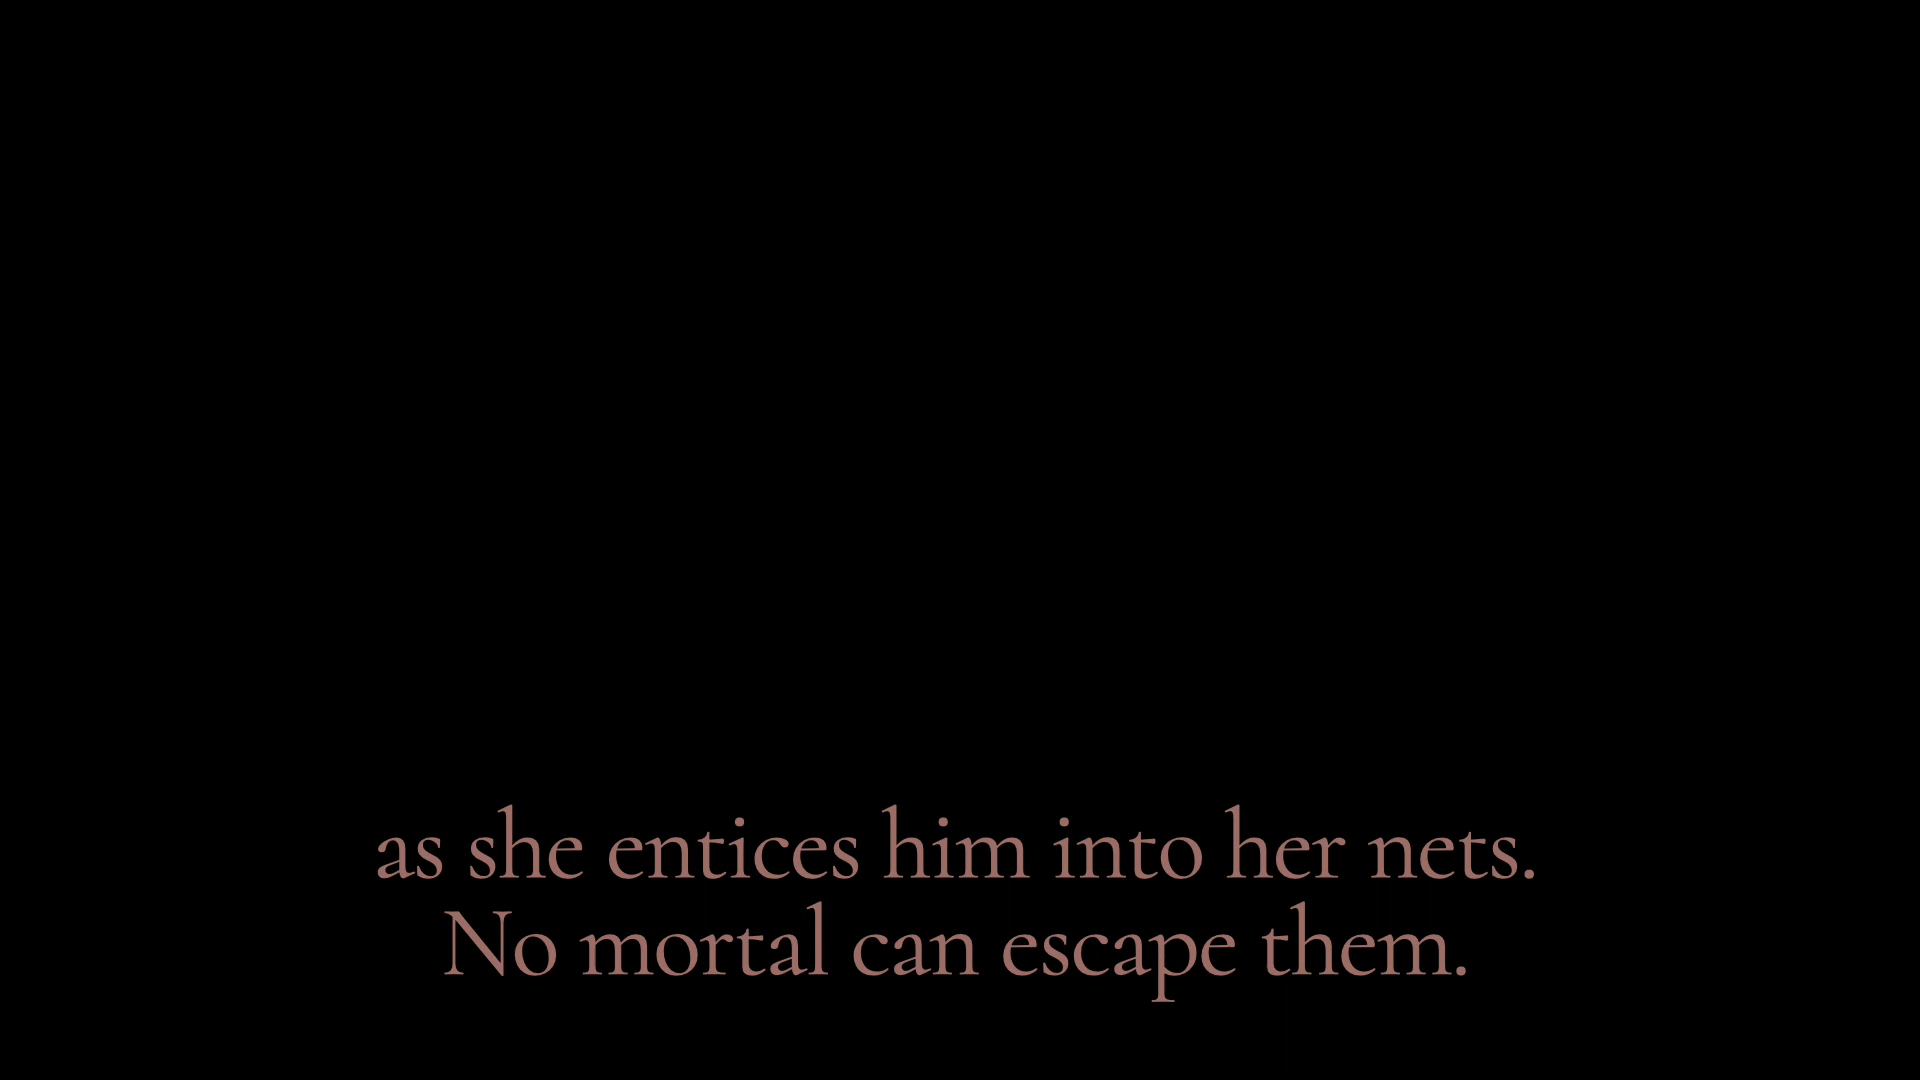 as she entices him into her nets.
No mortal can escape them.